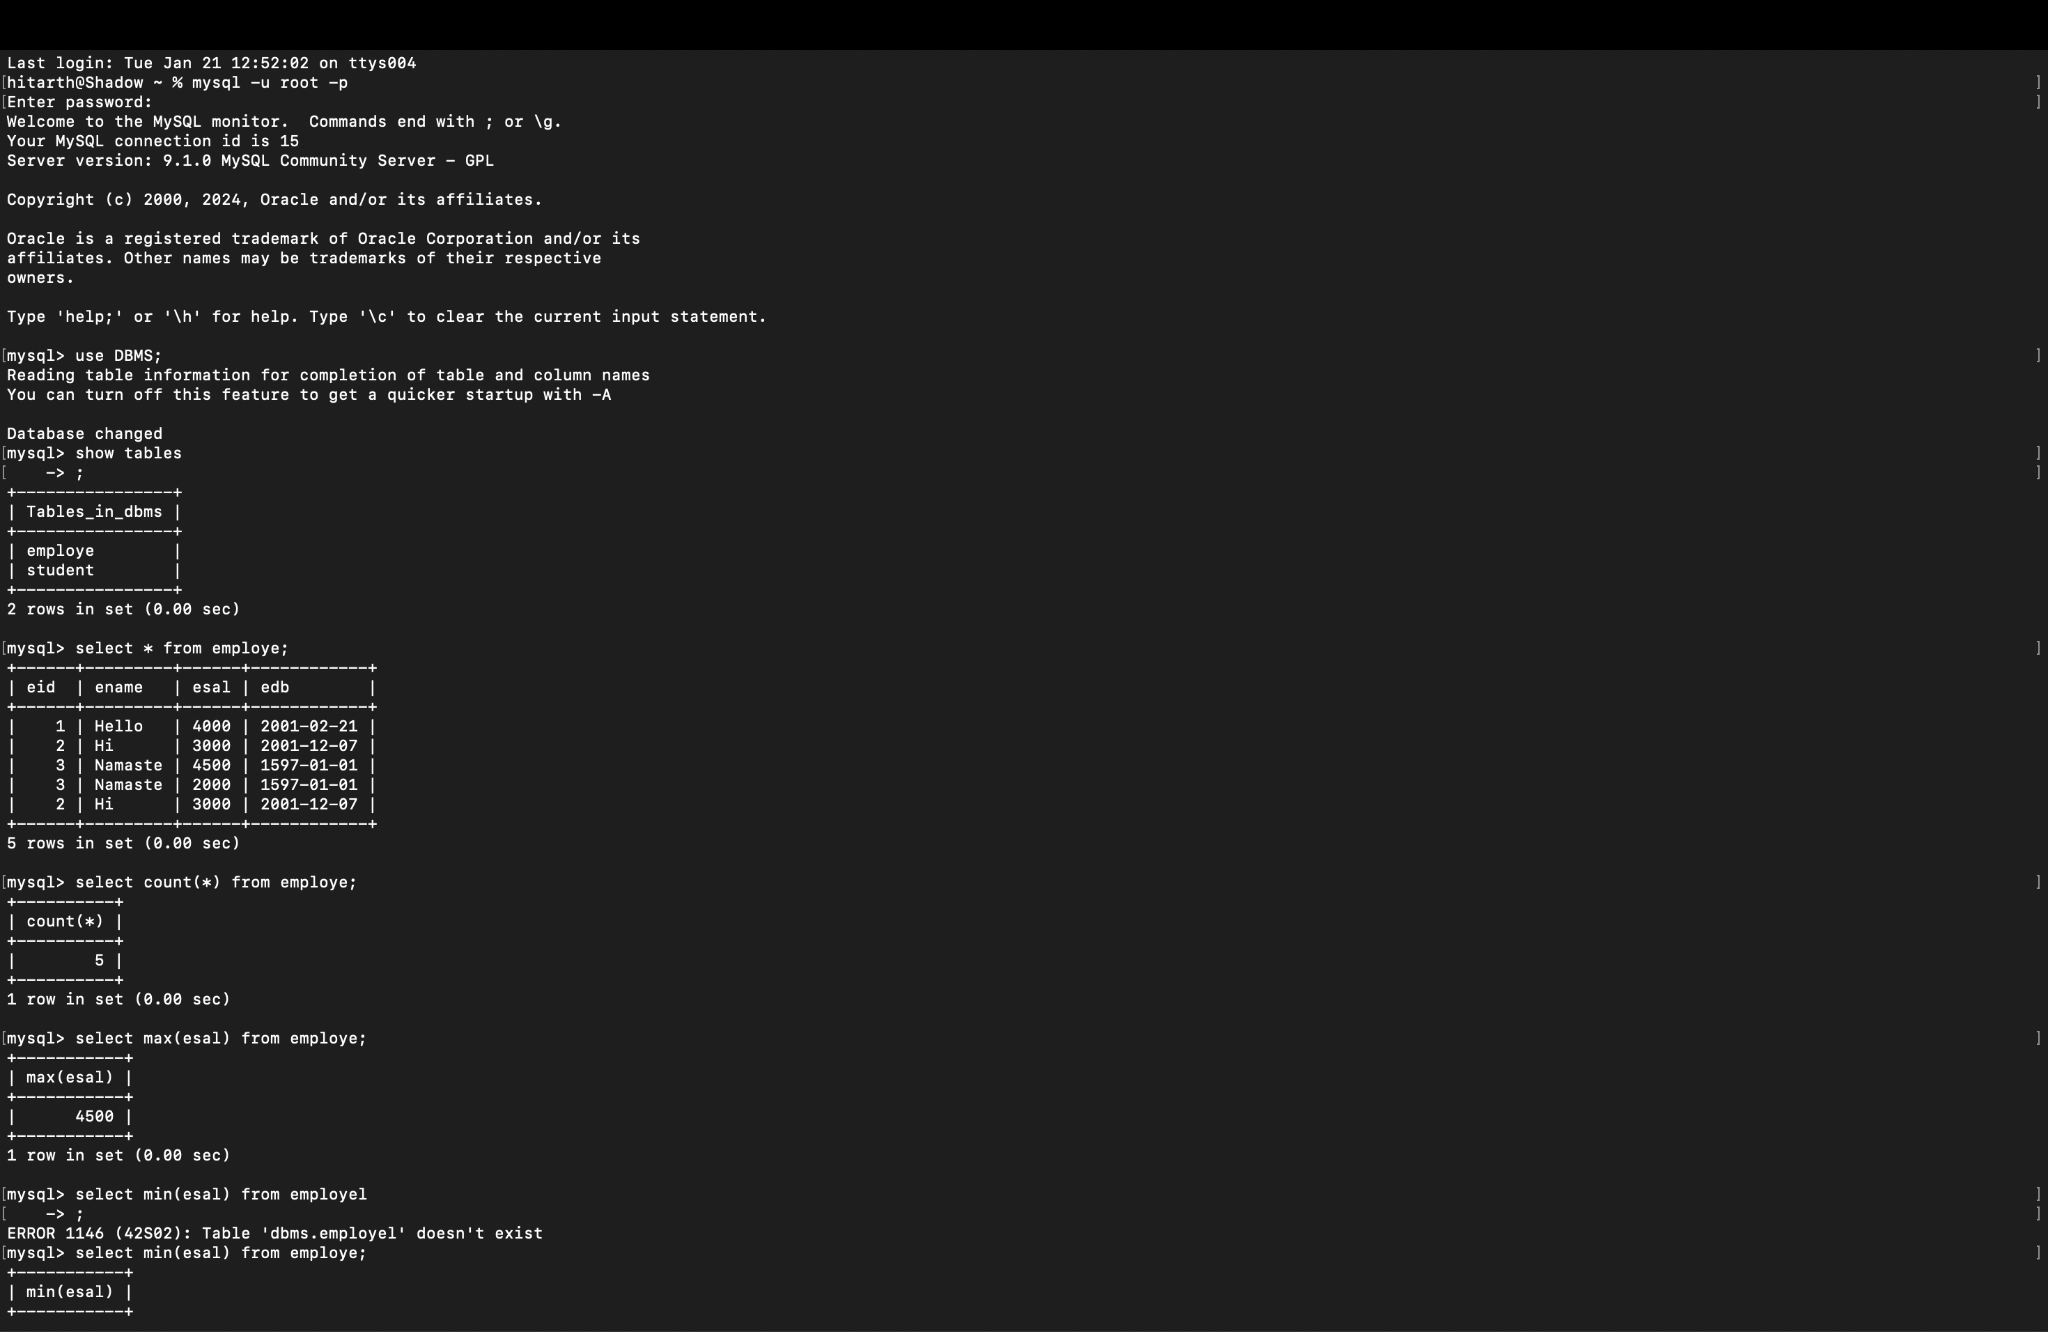 Last login: Tue Jan 21 12:52:02 on ttys004
[hitarth@Shadow ~ % mysql -u root -p ]
[Enter password: ]
Welcome to the MySQL monitor.  Commands end with ; or \g.
Your MySQL connection id is 15
Server version: 9.1.0 MySQL Community Server - GPL

Copyright (c) 2000, 2024, Oracle and/or its affiliates.

Oracle is a registered trademark of Oracle Corporation and/or its
affiliates. Other names may be trademarks of their respective
owners.

Type 'help;' or '\h' for help. Type '\c' to clear the current input statement.

[mysql> use DBMS; ]
Reading table information for completion of table and column names
You can turn off this feature to get a quicker startup with -A

Database changed
[mysql> show tables ]
[    -> ; ]
+----------------+
| Tables_in_dbms |
+----------------+
| employe        |
| student        |
+----------------+
2 rows in set (0.00 sec)

[mysql> select * from employe; ]
+------+---------+------+------------+
| eid  | ename   | esal | edb        |
+------+---------+------+------------+
|    1 | Hello   | 4000 | 2001-02-21 |
|    2 | Hi      | 3000 | 2001-12-07 |
|    3 | Namaste | 4500 | 1597-01-01 |
|    3 | Namaste | 2000 | 1597-01-01 |
|    2 | Hi      | 3000 | 2001-12-07 |
+------+---------+------+------------+
5 rows in set (0.00 sec)

[mysql> select count(*) from employe; ]
+----------+
| count(*) |
+----------+
|        5 |
+----------+
1 row in set (0.00 sec)

[mysql> select max(esal) from employe; ]
+-----------+
| max(esal) |
+-----------+
|      4500 |
+-----------+
1 row in set (0.00 sec)

[mysql> select min(esal) from employel ]
[    -> ; ]
ERROR 1146 (42S02): Table 'dbms.employel' doesn't exist
[mysql> select min(esal) from employe; ]
+-----------+
| min(esal) |
+-----------+